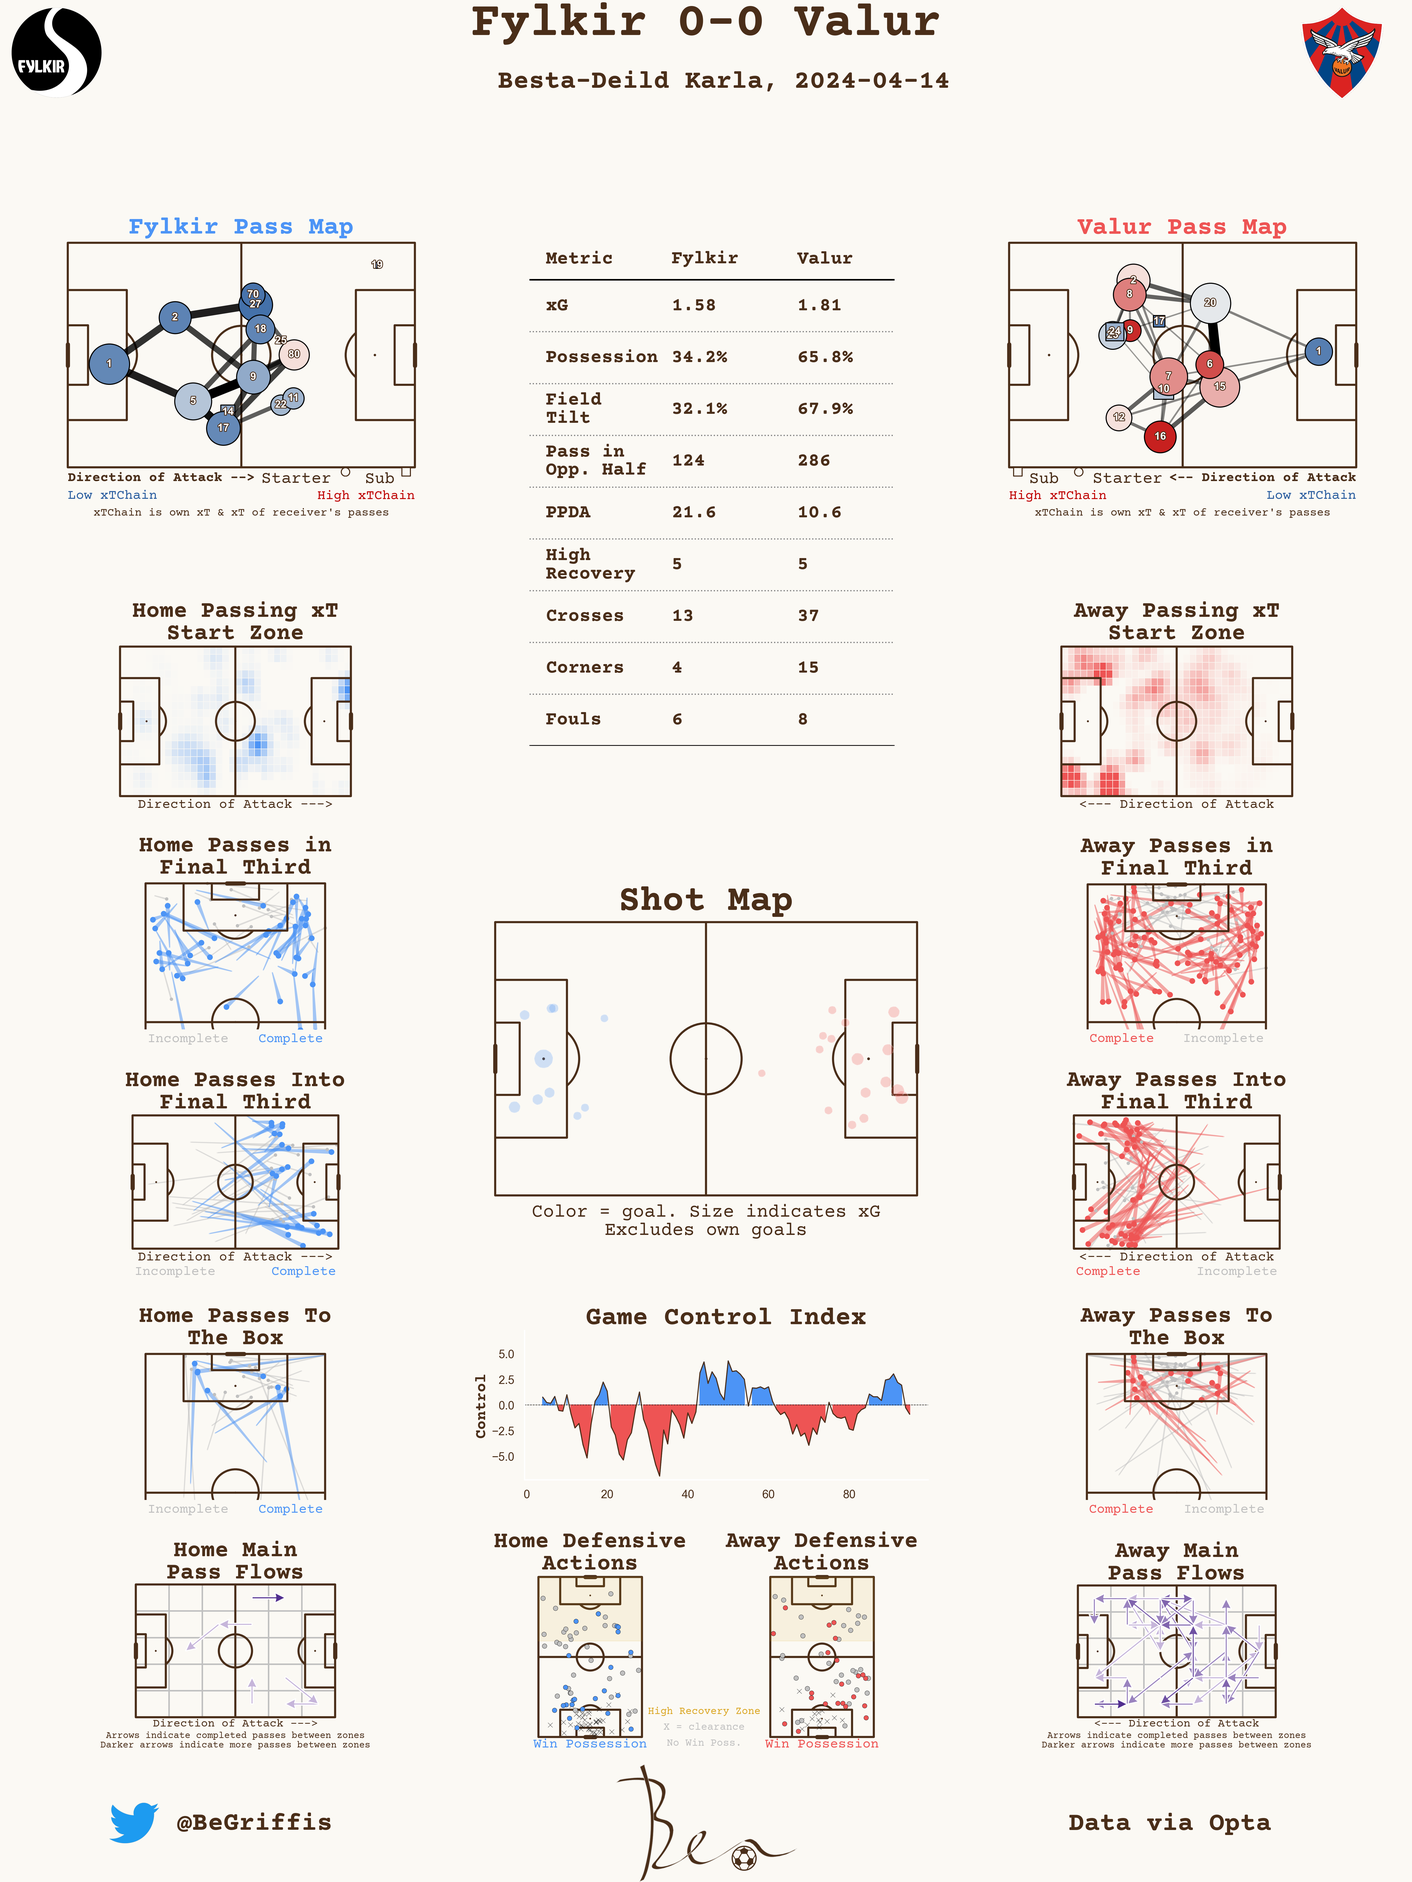 Fylkir 0-0 Valur
Besta-Deild Karla, 2024-04-14
FYLKIR
VALUR
Fylkir Pass Map
19
70
27
2
18
25
80
1
9
5
14
22 11
17
Direction of Attack --> Starter Sub
Low xTChain High xTChain
xTChain is own xT & xT of receiver's passes
Metric Fylkir Valur
xG 1.58 1.81
Possession 34.2% 65.8%
Field
Tilt 32.1% 67.9%
Pass in
Opp. Half 124 286
PPDA 21.6 10.6
High
Recovery 5 5
Crosses 13 37
Corners 4 15
Fouls 6 8
Valur Pass Map
2
8
20
17
24 9
1
6
7
10 15
12
16
Sub Starter <-- Direction of Attack
High xTChain Low xTChain
xTChain is own xT & xT of receiver's passes
Home Passing xT
Start Zone
Direction of Attack --->
Away Passing xT
Start Zone
<--- Direction of Attack
Home Passes in
Final Third
Incomplete Complete
Away Passes in
Final Third
Complete Incomplete
Shot Map
Color = goal. Size indicates xG
Excludes own goals
Home Passes Into
Final Third
Direction of Attack --->
Incomplete Complete
Away Passes Into
Final Third
<--- Direction of Attack
Complete Incomplete
Home Passes To
The Box
Incomplete Complete
Game Control Index
Control
5.0
2.5
0.0
−2.5
−5.0
0 20 40 60 80
Away Passes To
The Box
Complete Incomplete
Home Main
Pass Flows
Direction of Attack --->
Arrows indicate completed passes between zones
Darker arrows indicate more passes between zones
Home Defensive
Actions
Win Possession
High Recovery Zone
X = clearance
No Win Poss.
Away Defensive
Actions
Win Possession
Away Main
Pass Flows
<--- Direction of Attack
Arrows indicate completed passes between zones
Darker arrows indicate more passes between zones
@BeGriffis
Ben
Data via Opta